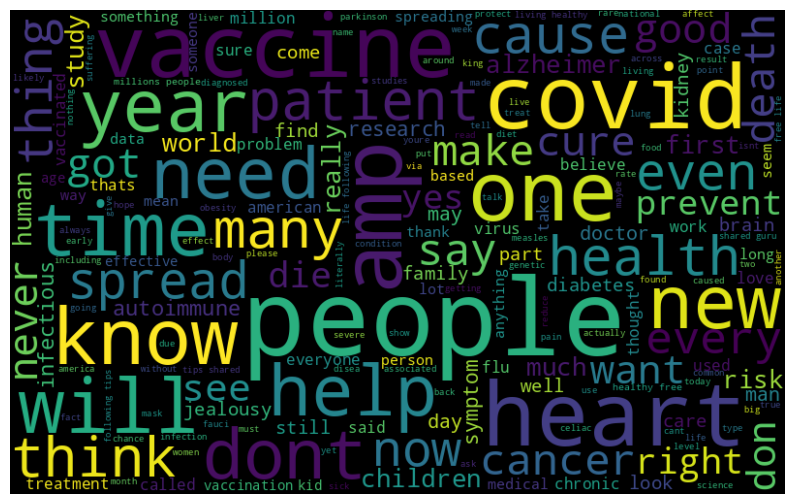 something
liver
million
parkinson
spreading
protect
living healthy
rare
national
affect
name
week
someone
sure
come
around
king
across
result
suffering
likely
thing
study
vaccine
cause
good
case
death
alzheimer
living
point
millions people
diagnosed
studies
made
nothing
year
patient
live
treat
lung
covid
kidney
vaccinated
data
find
research
tell
diet
read
isnt
free life
got
world
problem
really
amp
make
cure
first
seem
youre
put
food
thats
age
way
mean
need
yes
based
via
one
believe
rate
maybe
even
human
american
hope
give
obesity
life following
may
virus
talk
take
measles
prevent
time
always
early
effect
please
many
thank
doctor
work
brain
shared guru
including
effective
body
literally
condition
say
part
genetic
health
long
two
another
never
infectious
spread
die
family
diabetes
found
caused
love
going
autoimmune
lot
getting
anything
thought
pain
reduce
new
know
people
severe
show
actually
every
due
america
without
tips shared
everyone
person
disea
associated
flu
much
used
common
will
following tips
see
help
back
symptom
well
want
healthy free
today
risk
man
jealousy
day
use
fact
mask
fauci
still
said
must
heart
care
big
true
think
chance
infection
women
dont
yet
now
cancer
celiac
type
life
right
cant
level
don
treatment
month
called
vaccination
kid
sick
children
ask
medical
chronic
look
science